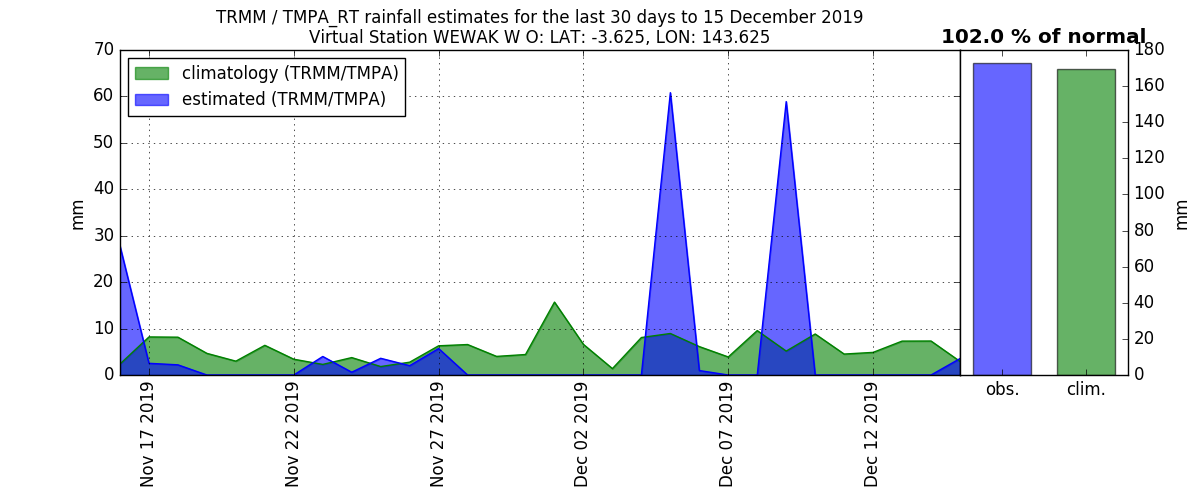 TRMM / TMPA_RT rainfall estimates for the last 30 days to 15 December 2019
Virtual Station WEWAK W O: LAT: -3.625, LON: 143.625
102.0 % of normal
climatology (TRMM/TMPA)
estimated (TRMM/TMPA)
70
60
50
40
30
20
10
0
mm
Nov 17 2019
Nov 22 2019
Nov 27 2019
Dec 02 2019
Dec 07 2019
Dec 12 2019
obs.
clim.
180
160
140
120
100
80
60
40
20
0
mm